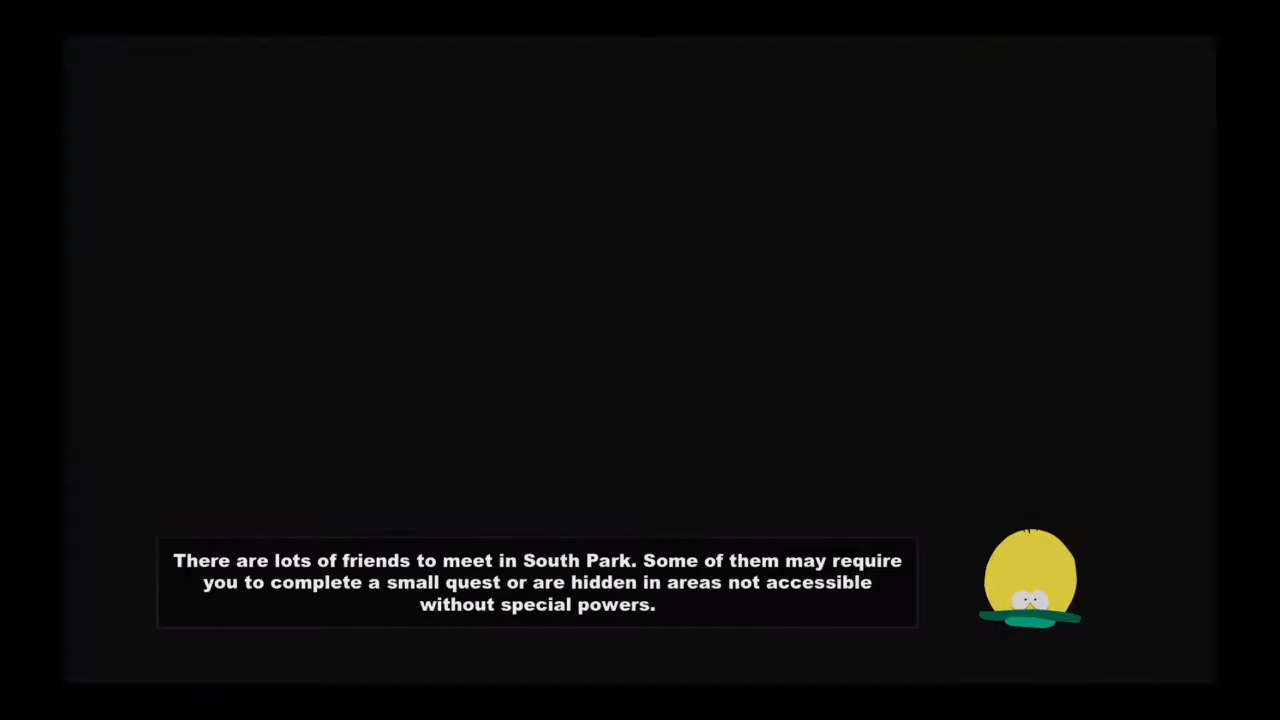 There are lots of friends to meet in South Park. Some of them may require
you to complete a small quest or are hidden in areas not accessible
without special powers.